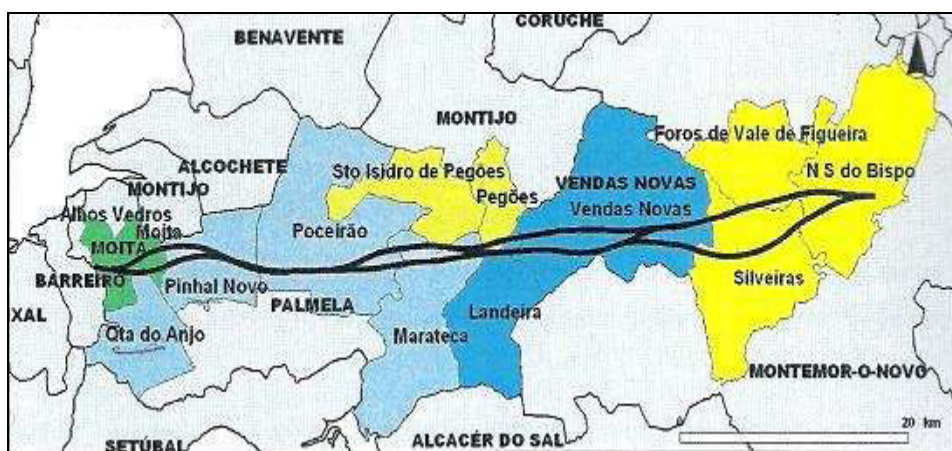 CORUCHE
BENAVENTE
MONTIJO
Foros de Vale de Figueira
ALCOCHETE
Sto Isidro de Pegões
N S do Bispo
MONTIJO
Pegões
VENDAS NOVAS
Vendas Novas
Alhos Vedros
Moita
Poceirão
MOITA
BARREIRO
Pinhal Novo
Silveiras
PALMELA
Landeira
XAL
Qta do Anjo
Marateca
MONTEMOR-O-NOVO
0 20 km
SETÚBAL
ALCACÉR DO SAL